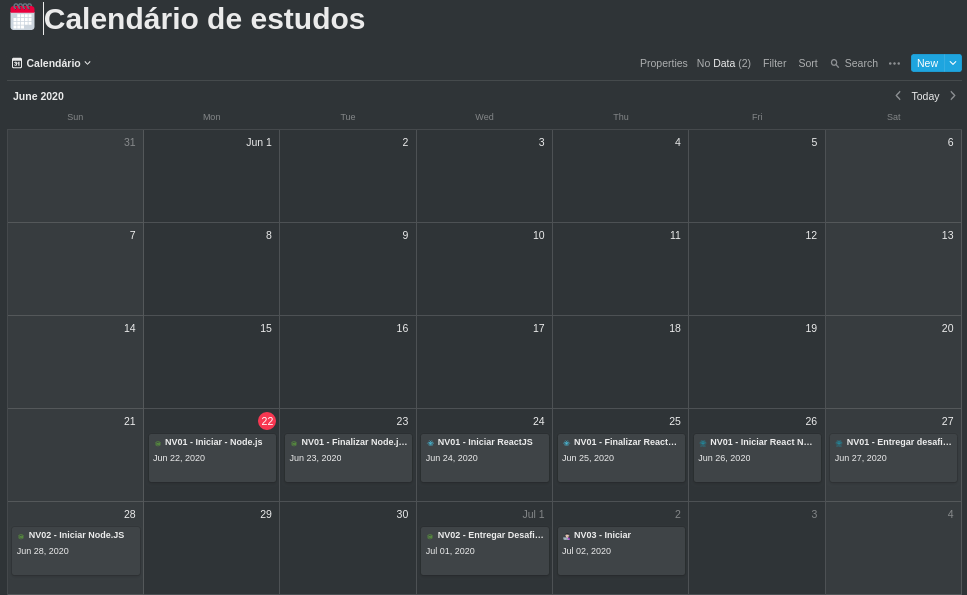 Calendário de estudos
Calendário
Properties No Data (2) Filter Sort Search ••• New
June 2020
Today
Sun Mon Tue Wed Thu Fri Sat
31 Jun 1 2 3 4 5 6
7 8 9 10 11 12 13
14 15 16 17 18 19 20
21 22 23 24 25 26 27
NV01 - Iniciar - Node.js
Jun 22, 2020
NV01 - Finalizar Node.j...
Jun 23, 2020
NV01 - Iniciar ReactJS
Jun 24, 2020
NV01 - Finalizar React...
Jun 25, 2020
NV01 - Iniciar React N...
Jun 26, 2020
NV01 - Entregar desafi...
Jun 27, 2020
28 29 30 Jul 1 2 3 4
NV02 - Iniciar Node.JS
Jun 28, 2020
NV02 - Entregar Desafi...
Jul 01, 2020
NV03 - Iniciar
Jul 02, 2020